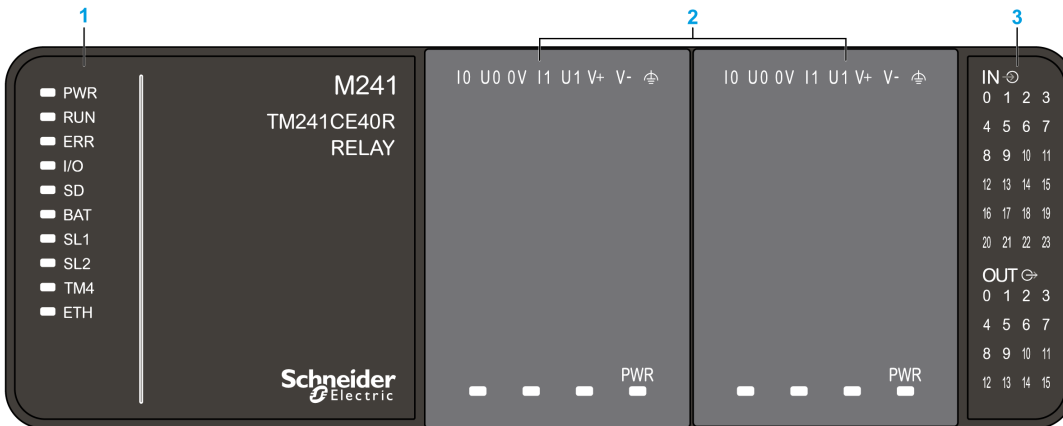 1
2
3
PWR
RUN
ERR
I/O
SD
BAT
SL1
SL2
TM4
ETH
M241
TM241CE40R
RELAY
Schneider
Electric
I0 U0 0V I1 U1 V+ V-
PWR
I0 U0 0V I1 U1 V+ V-
PWR
IN
0 1 2 3
4 5 6 7
8 9 10 11
12 13 14 15
16 17 18 19
20 21 22 23
OUT
0 1 2 3
4 5 6 7
8 9 10 11
12 13 14 15